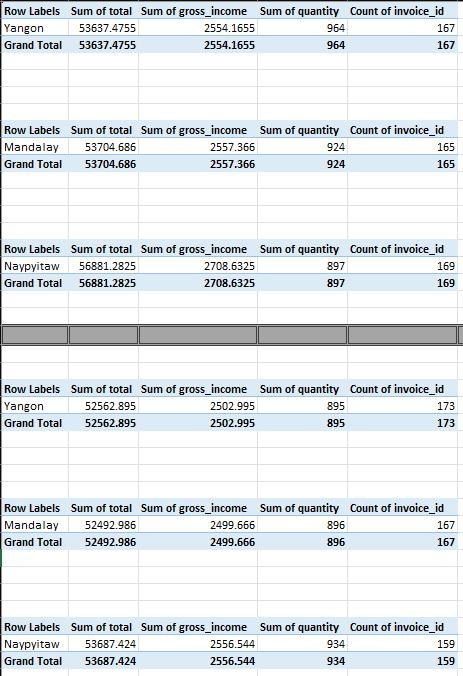 Row Labels Sum of total Sum of gross_income Sum of quantity Count of invoice_id
Yangon 53637.4755 2554.1655 964 167
Grand Total 53637.4755 2554.1655 964 167
Row Labels Sum of total Sum of gross_income Sum of quantity Count of invoice_id
Mandalay 53704.686 2557.366 924 165
Grand Total 53704.686 2557.366 924 165
Row Labels Sum of total Sum of gross_income Sum of quantity Count of invoice_id
Naypyitaw 56881.2825 2708.6325 897 169
Grand Total 56881.2825 2708.6325 897 169
Row Labels Sum of total Sum of gross_income Sum of quantity Count of invoice_id
Yangon 52562.895 2502.995 895 173
Grand Total 52562.895 2502.995 895 173
Row Labels Sum of total Sum of gross_income Sum of quantity Count of invoice_id
Mandalay 52492.986 2499.666 896 167
Grand Total 52492.986 2499.666 896 167
Row Labels Sum of total Sum of gross_income Sum of quantity Count of invoice_id
Naypyitaw 53687.424 2556.544 934 159
Grand Total 53687.424 2556.544 934 159